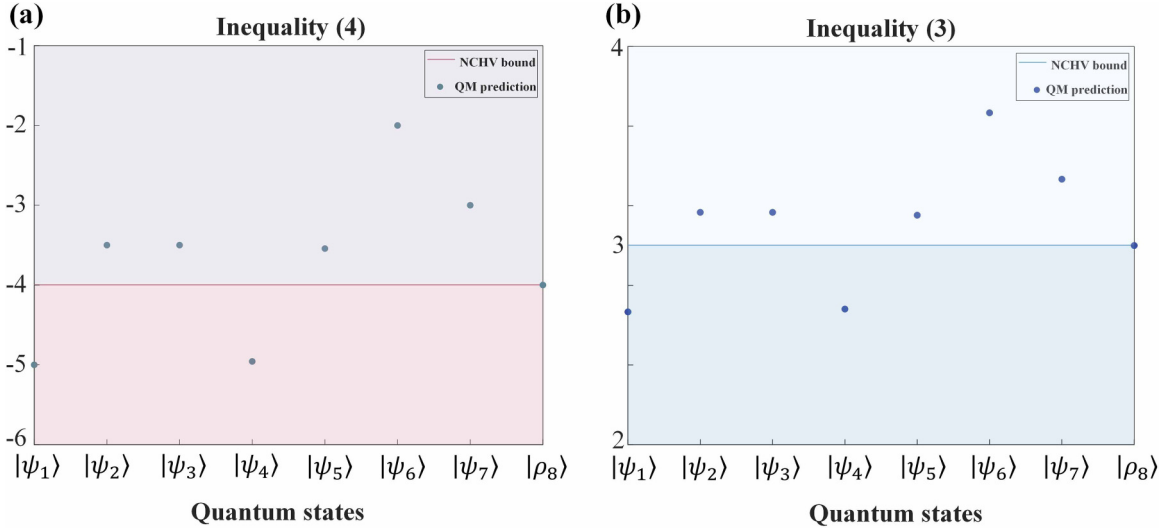 (a)
Inequality (4)
-1
NCHV bound
QM prediction
-2
-3
-4
-5
-6
|ψ₁⟩ |ψ₂⟩ |ψ₃⟩ |ψ₄⟩ |ψ₅⟩ |ψ₆⟩ |ψ₇⟩ |ρ₈⟩
Quantum states
(b)
Inequality (3)
4
NCHV bound
QM prediction
3
2
|ψ₁⟩ |ψ₂⟩ |ψ₃⟩ |ψ₄⟩ |ψ₅⟩ |ψ₆⟩ |ψ₇⟩ |ρ₈⟩
Quantum states